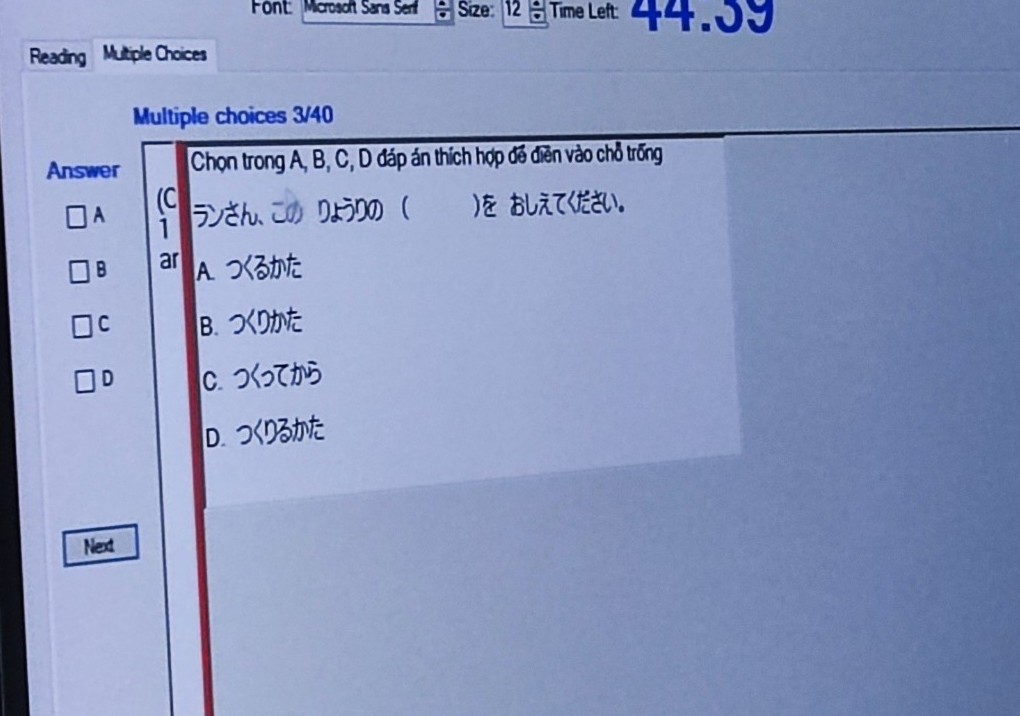 Font: Microsoft Sans Serif Size: 12 Time Left: 44:39
Reading Multiple Choices
Multiple choices 3/40
Answer
A
B
C
D
Next
(C
1
ar
Chọn trong A, B, C, D đáp án thích hợp để điền vào chỗ trống
ランさん、この りょうりの ( )を おしえてください。
A. つくるかた
B. つくりかた
C. つくってから
D. つくりるかた